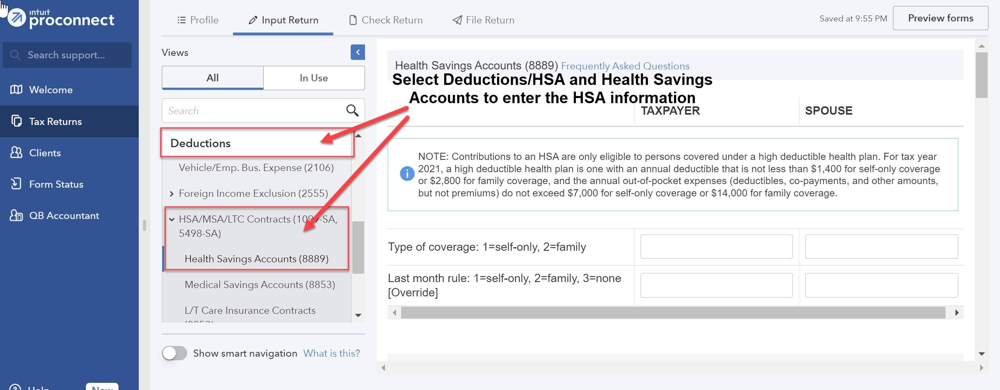 intuit
proconnect
Search support...
Welcome
Tax Returns
Clients
Form Status
QB Accountant
Help
New
Profile
Input Return
Check Return
File Return
Saved at 9:55 PM
Preview forms
Views
All
In Use
Search
Deductions
Vehicle/Emp. Bus. Expense (2106)
Foreign Income Exclusion (2555)
HSA/MSA/LTC Contracts (1099-SA,
5498-SA)
Health Savings Accounts (8889)
Medical Savings Accounts (8853)
L/T Care Insurance Contracts
(8853)
Show smart navigation What is this?
Health Savings Accounts (8889) Frequently Asked Questions
Select Deductions/HSA and Health Savings
Accounts to enter the HSA information
TAXPAYER
SPOUSE
NOTE: Contributions to an HSA are only eligible to persons covered under a high deductible health plan. For tax year
2021, a high deductible health plan is one with an annual deductible that is not less than $1,400 for self-only coverage
or $2,800 for family coverage, and the annual out-of-pocket expenses (deductibles, co-payments, and other amounts,
but not premiums) do not exceed $7,000 for self-only coverage or $14,000 for family coverage.
Type of coverage: 1=self-only, 2=family
Last month rule: 1=self-only, 2=family, 3=none
[Override]